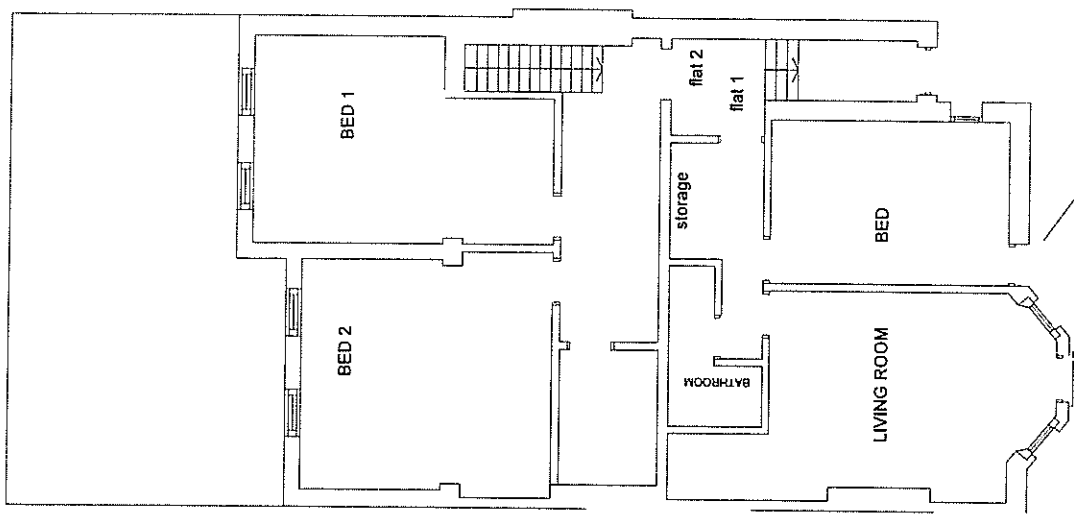 BED 1
flat 2
flat 1
storage
BED
BED 2
BATHROOM
LIVING ROOM